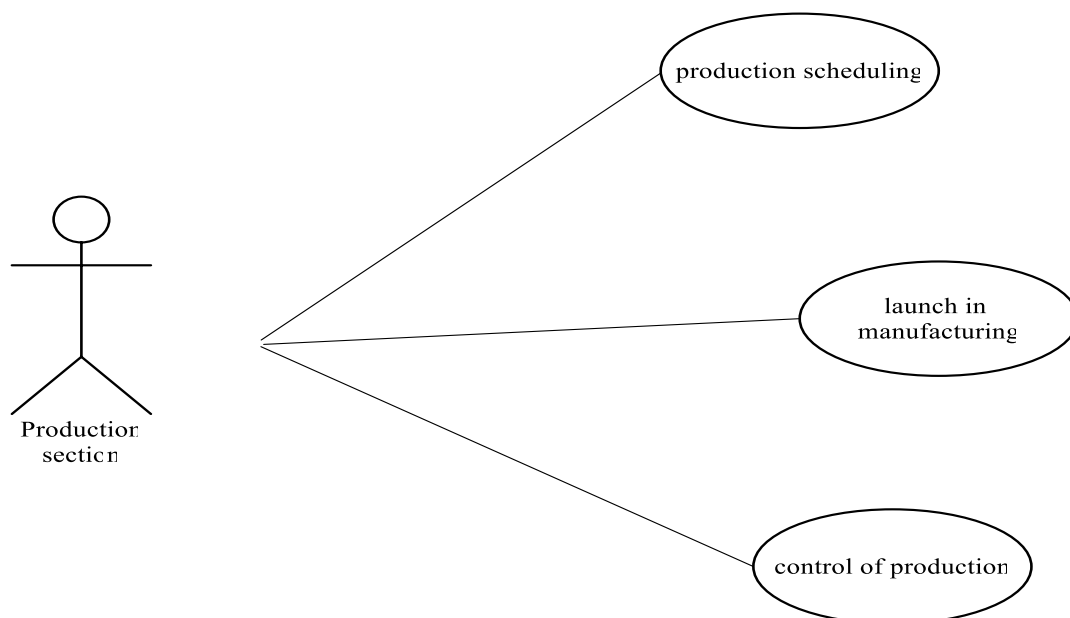 production scheduling
launch in
manufacturing
Production
section
control of production